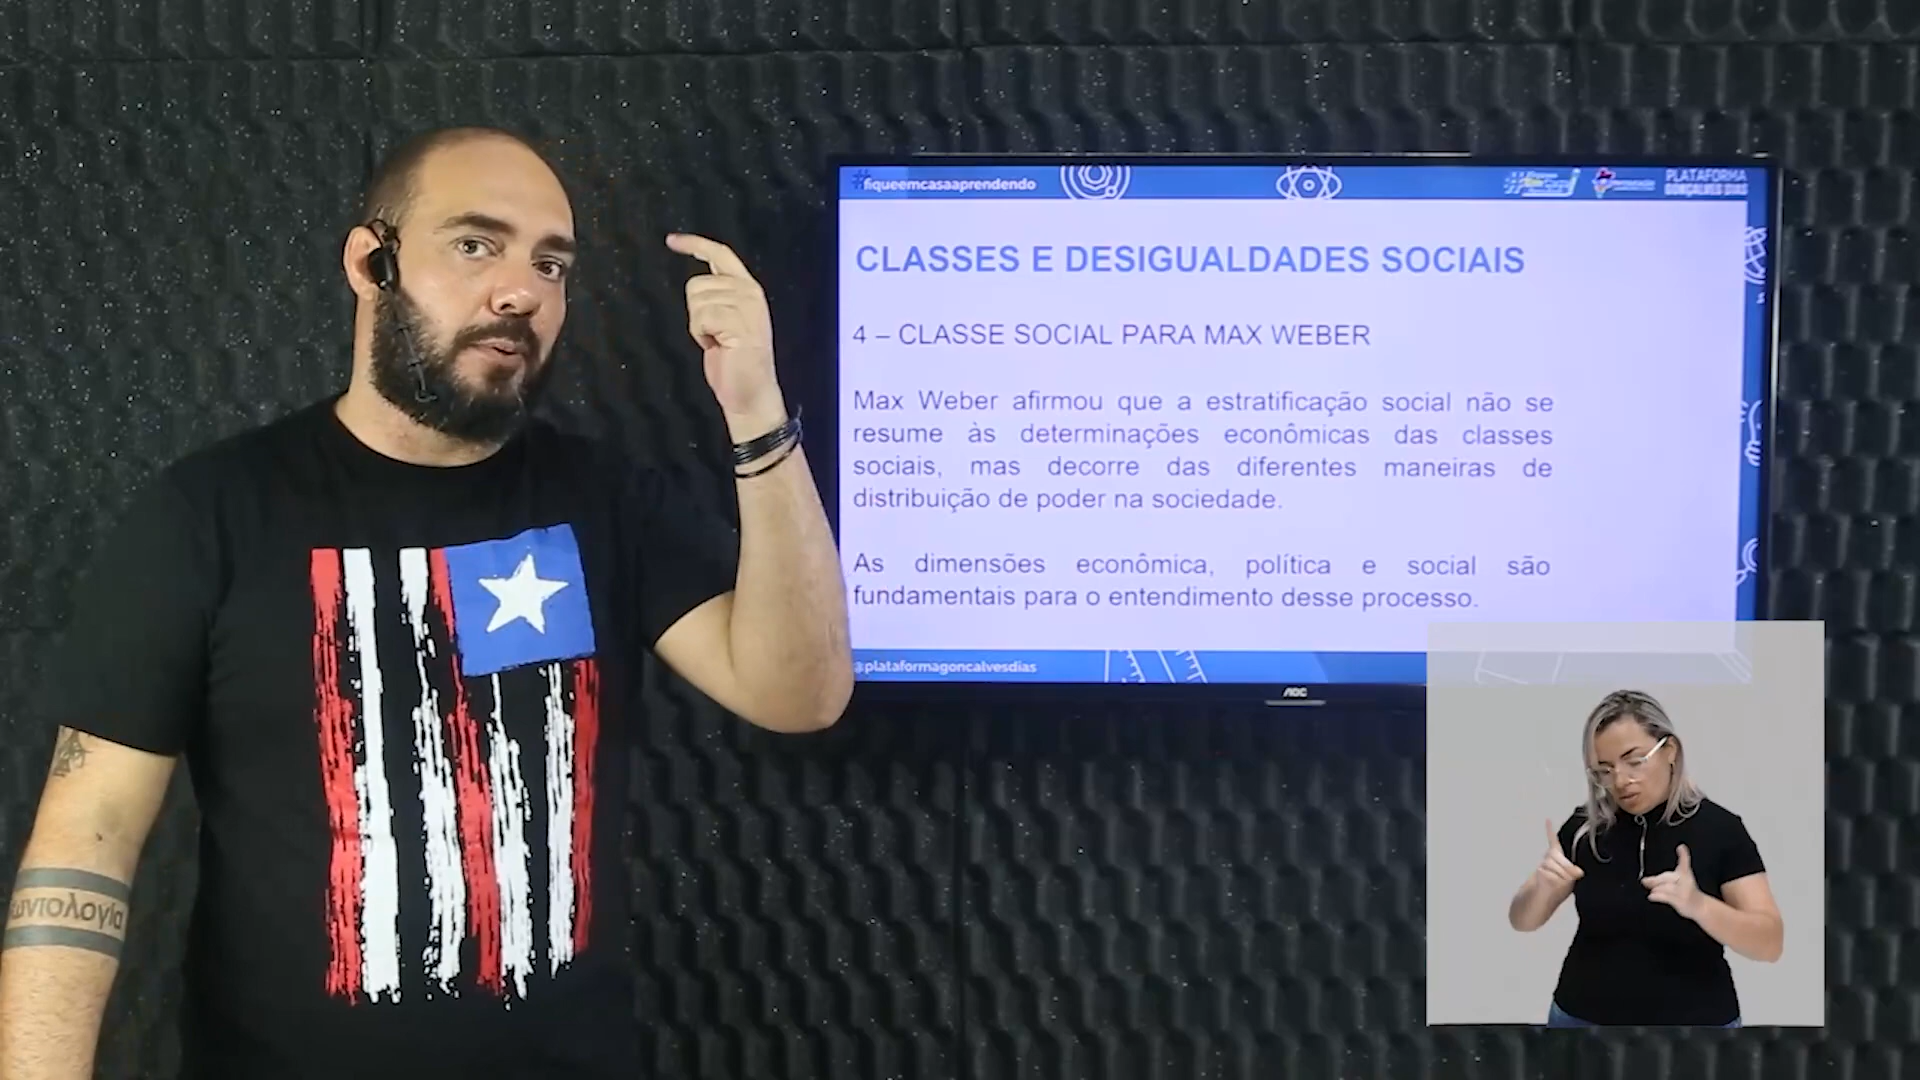 #fiqueemcasaaprendendo
PLATAFORMA
GONÇALVES DIAS
CLASSES E DESIGUALDADES SOCIAIS
4 – CLASSE SOCIAL PARA MAX WEBER
Max Weber afirmou que a estratificação social não se
resume às determinações econômicas das classes
sociais, mas decorre das diferentes maneiras de
distribuição de poder na sociedade.
As dimensões econômica, política e social são
fundamentais para o entendimento desse processo.
@plataformagoncalvesdias
AOC